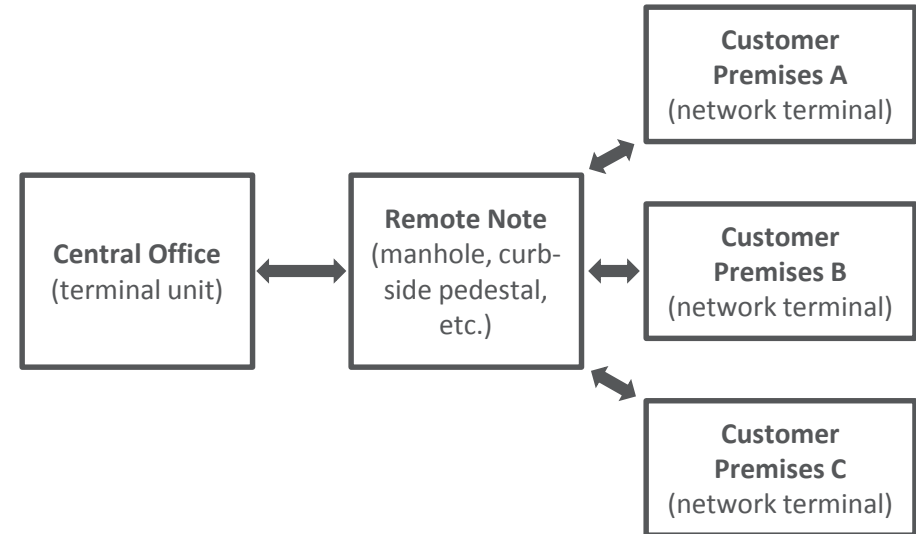 Central Office
(terminal unit)
Remote Note
(manhole, curb-
side pedestal,
etc.)
Customer
Premises A
(network terminal)
Customer
Premises B
(network terminal)
Customer
Premises C
(network terminal)